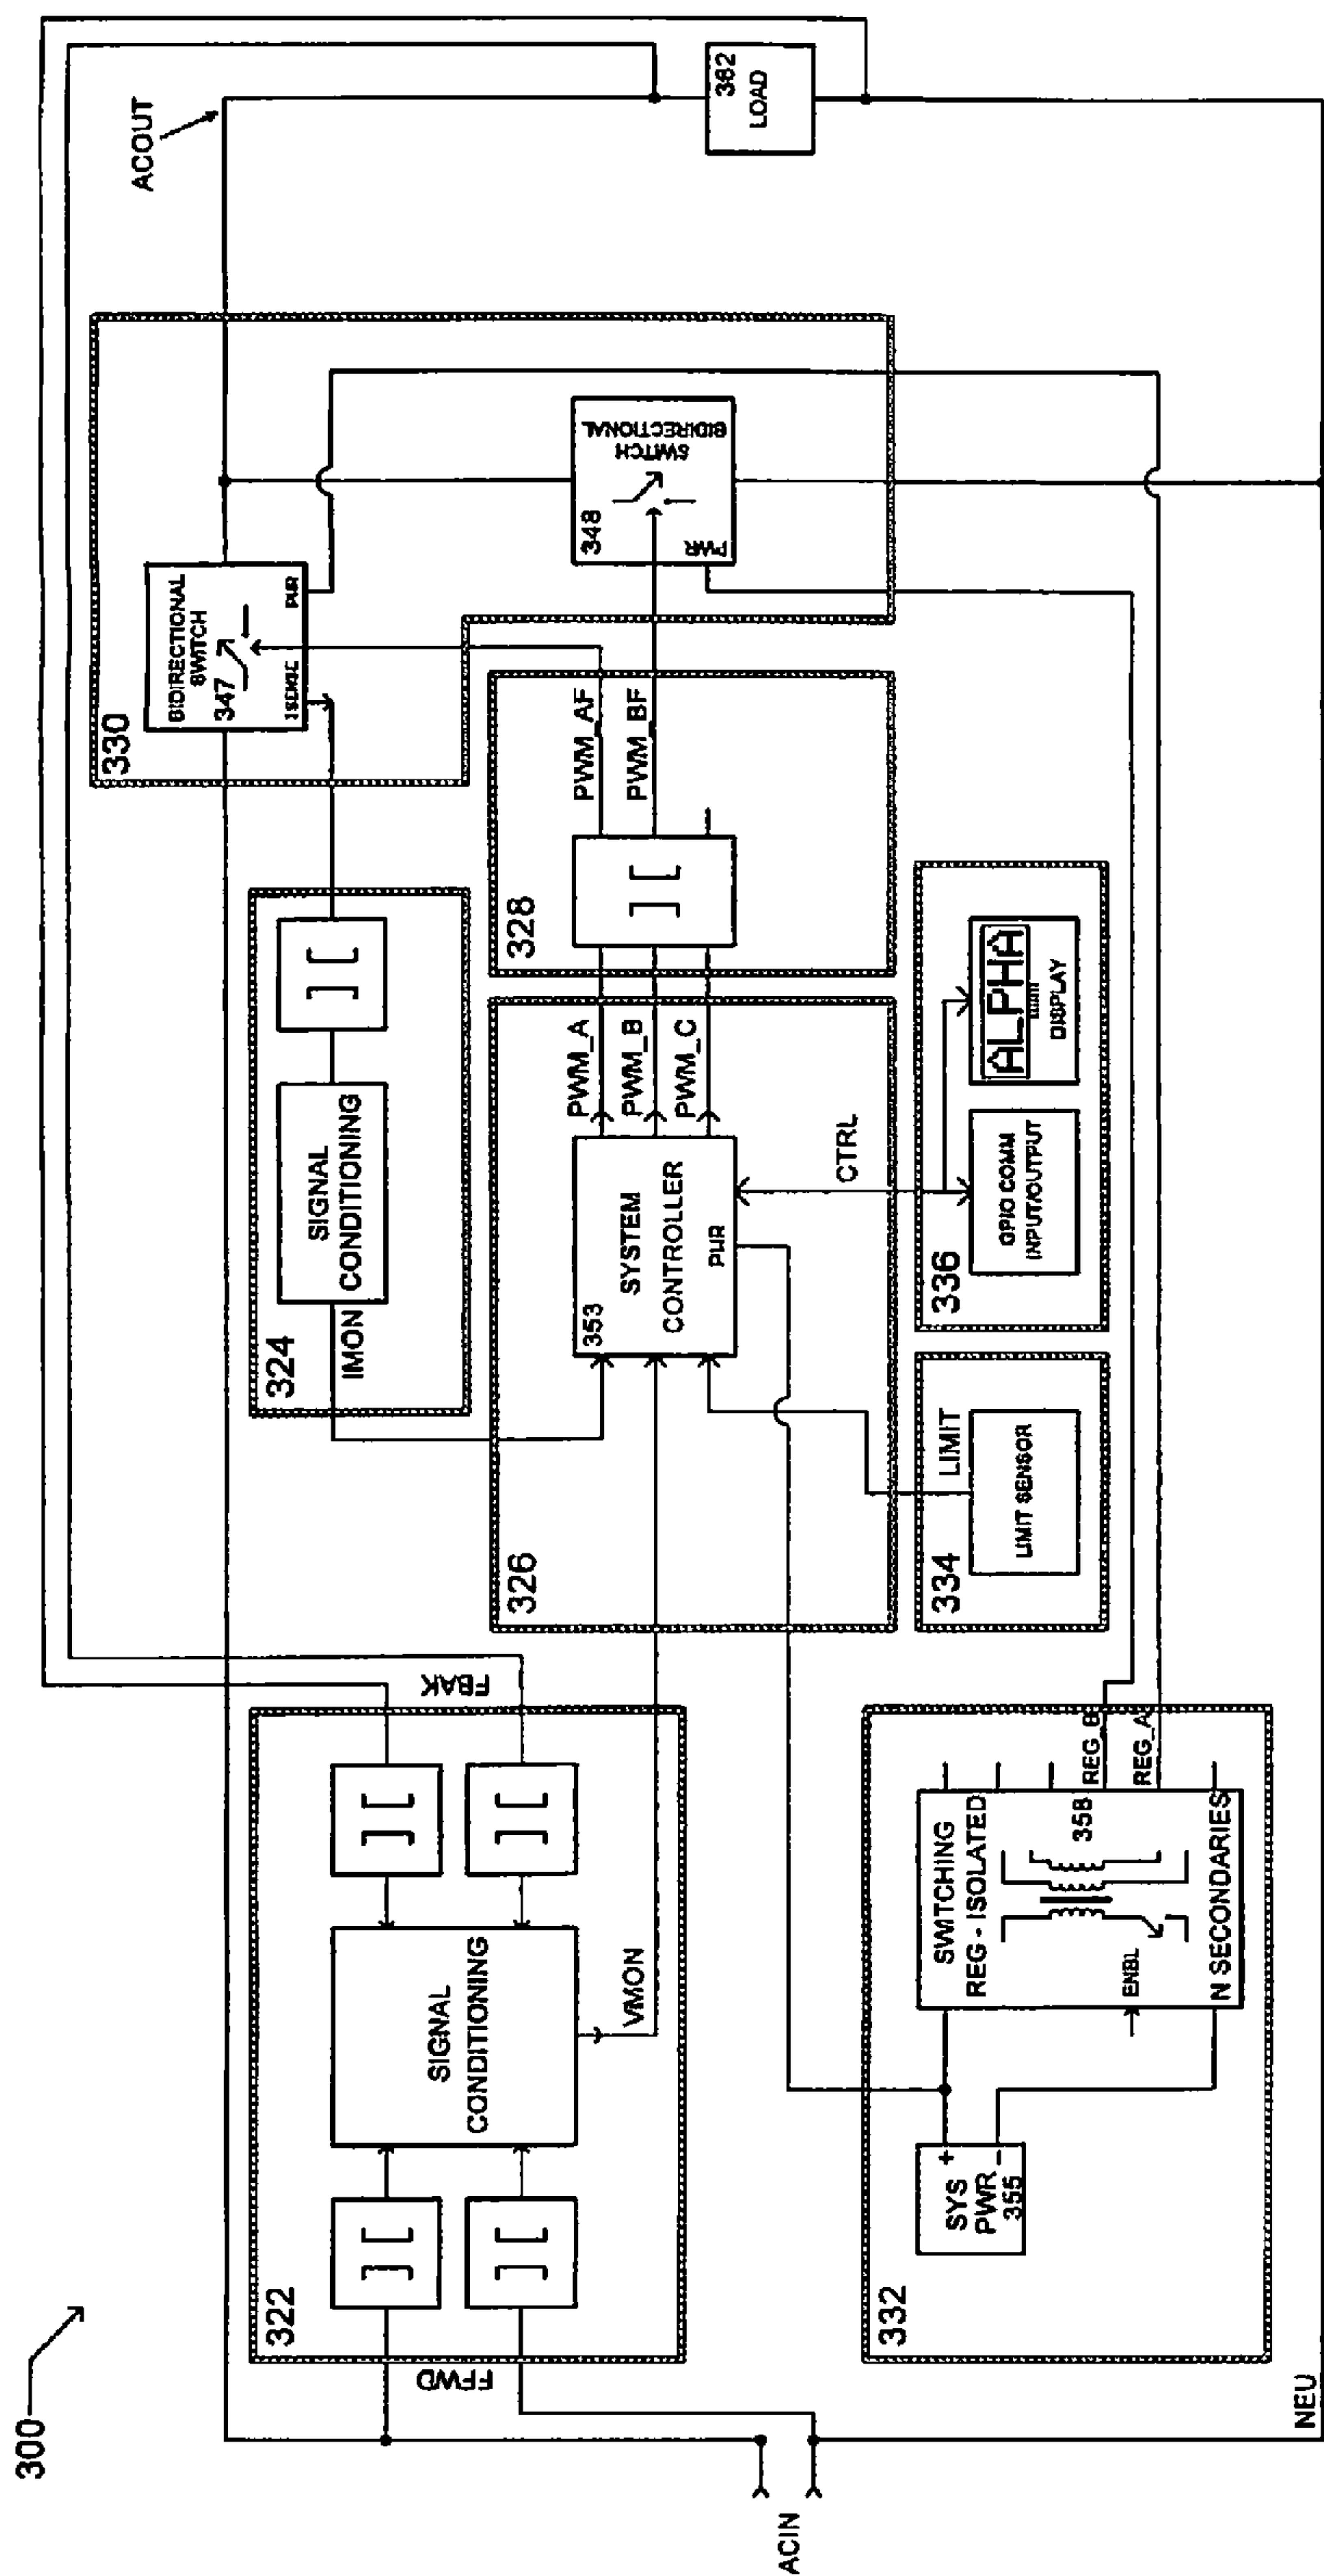 300
ACIN
NEU
ACOUT
322
FFWD
FBAK
SIGNAL
CONDITIONING
VMON
324
IMON
SIGNAL
CONDITIONING
330
BIDIRECTIONAL
SWITCH
347
ISENSE
PWR
BIDIRECTIONAL
SWITCH
348
PWR
326
353
SYSTEM
CONTROLLER
PWR
PWM_A
PWM_B
PWM_C
CTRL
328
PWM_AF
PWM_BF
362
LOAD
332
SYS
PWR
355
+
-
SWITCHING
REG - ISOLATED
358
ENBL
N SECONDARIES
REG_B
REG_A
334
LIMIT
LIMIT SENSOR
336
GPIO COMM
INPUT/OUTPUT
ALPHA
DISPLAY